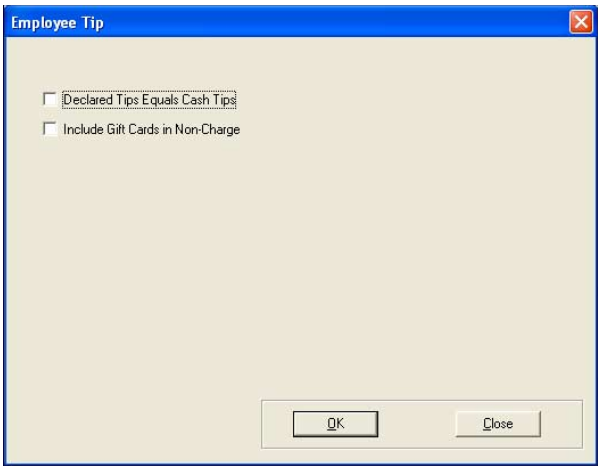 Employee Tip
Declared Tips Equals Cash Tips
Include Gift Cards in Non-Charge
OK
Close